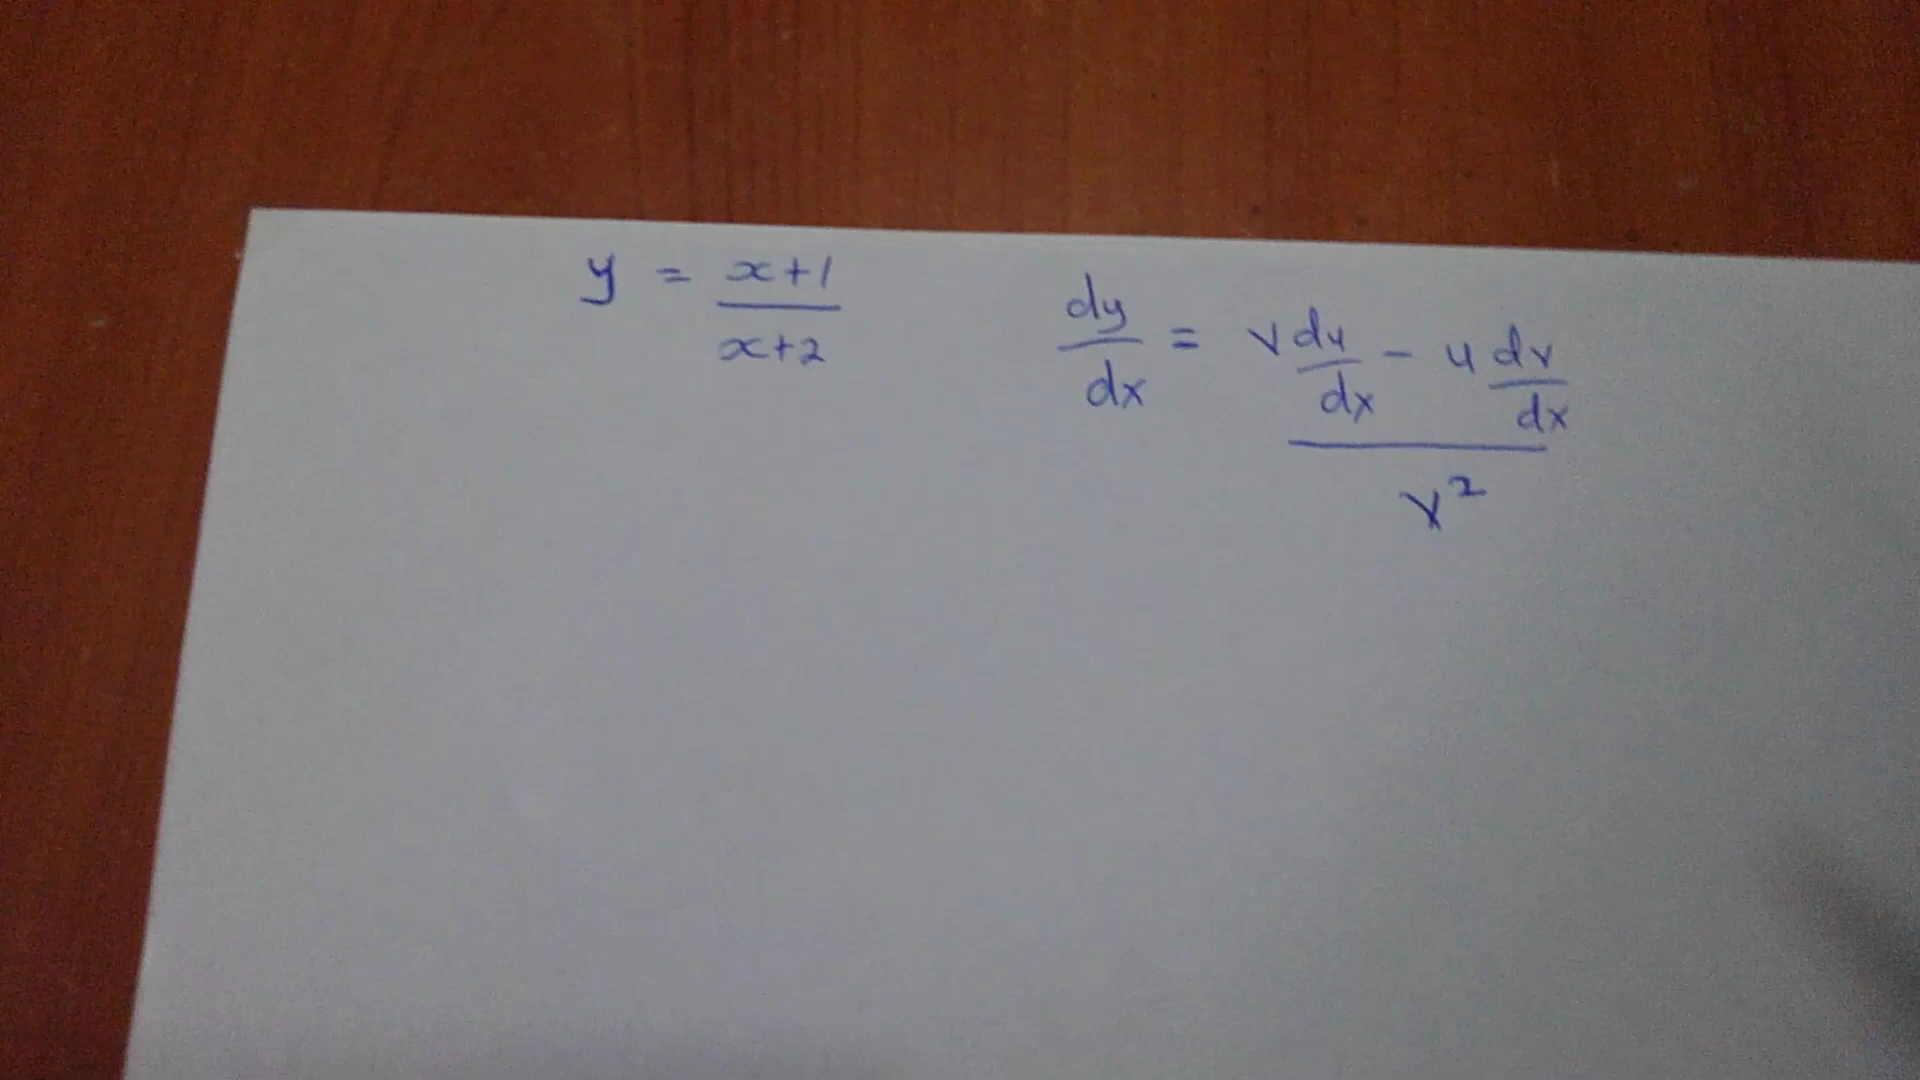 y = x+1 / x+2
dy/dx = v du/dx - u dv/dx / v²